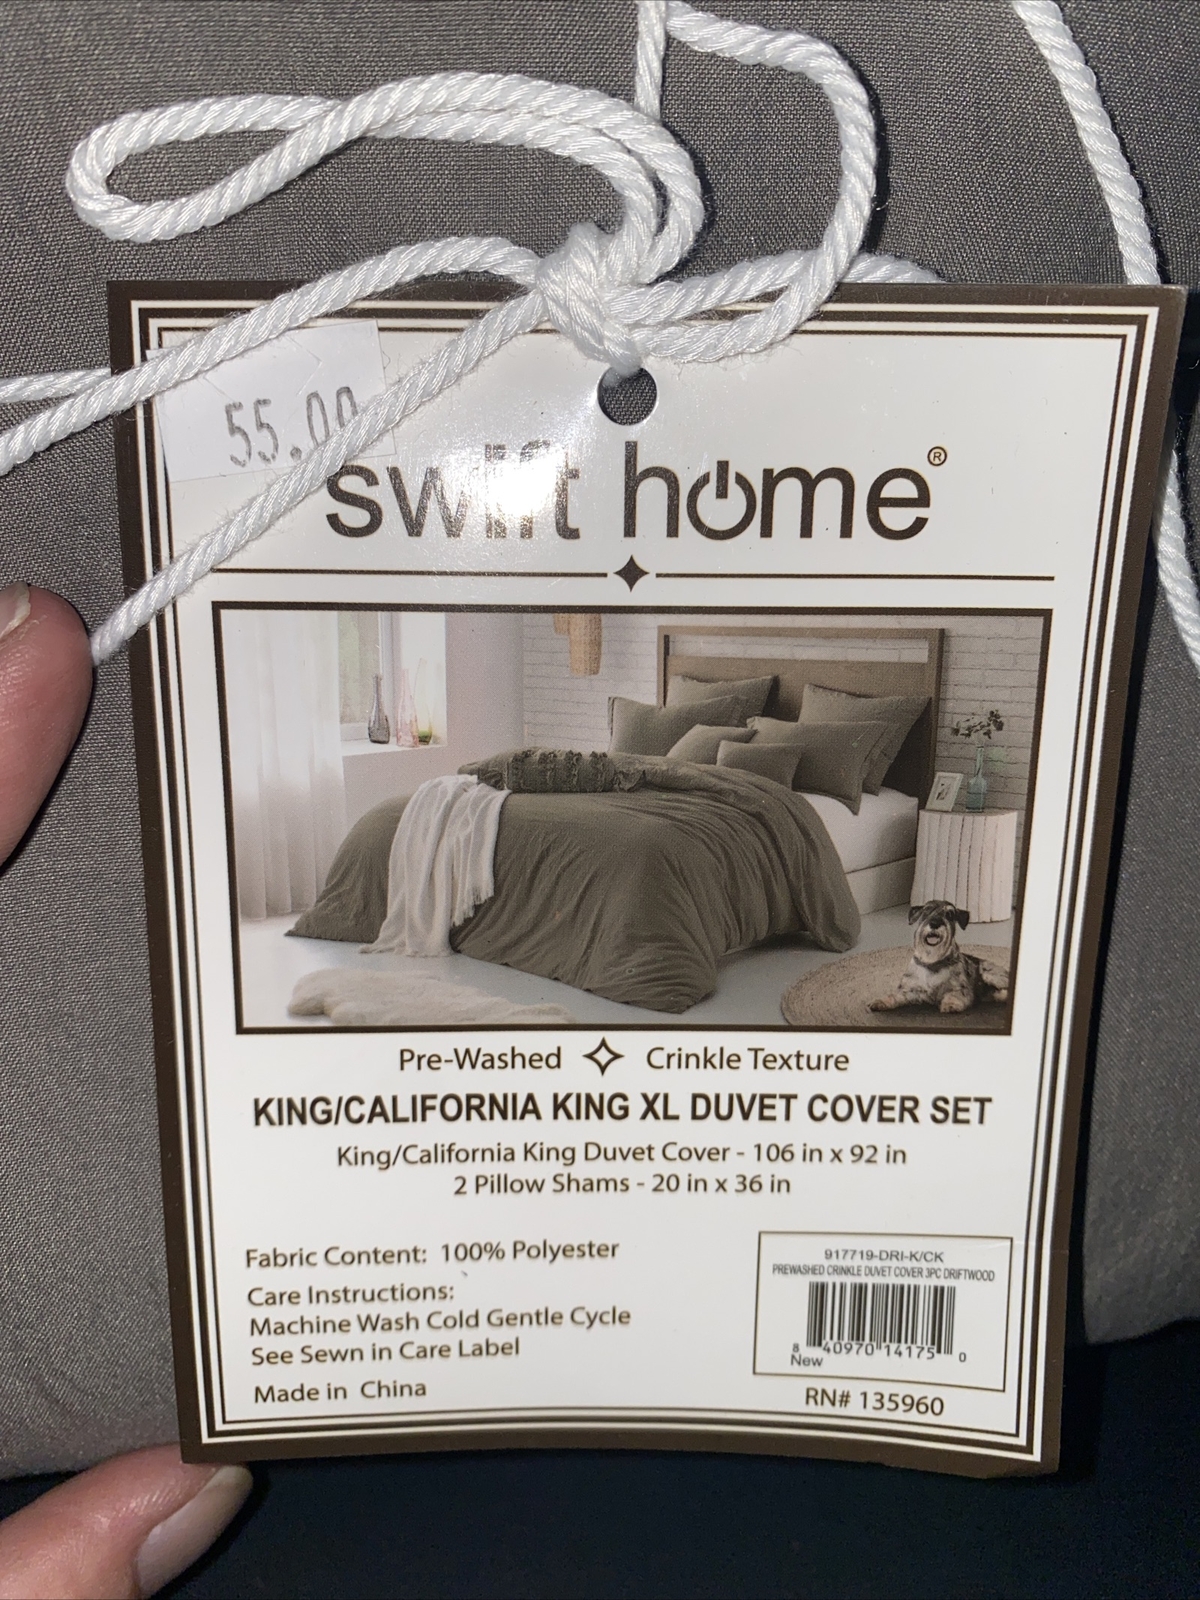 55.00
swift home®
Pre-Washed Crinkle Texture
KING/CALIFORNIA KING XL DUVET COVER SET
King/California King Duvet Cover - 106 in x 92 in
2 Pillow Shams - 20 in x 36 in
Fabric Content: 100% Polyester
Care Instructions:
Machine Wash Cold Gentle Cycle
See Sewn in Care Label
Made in China
917719-DRI-K/CK
PREWASHED CRINKLE DUVET COVER 3PC DRIFTWOOD
8 40970 14175 0
New
RN# 135960